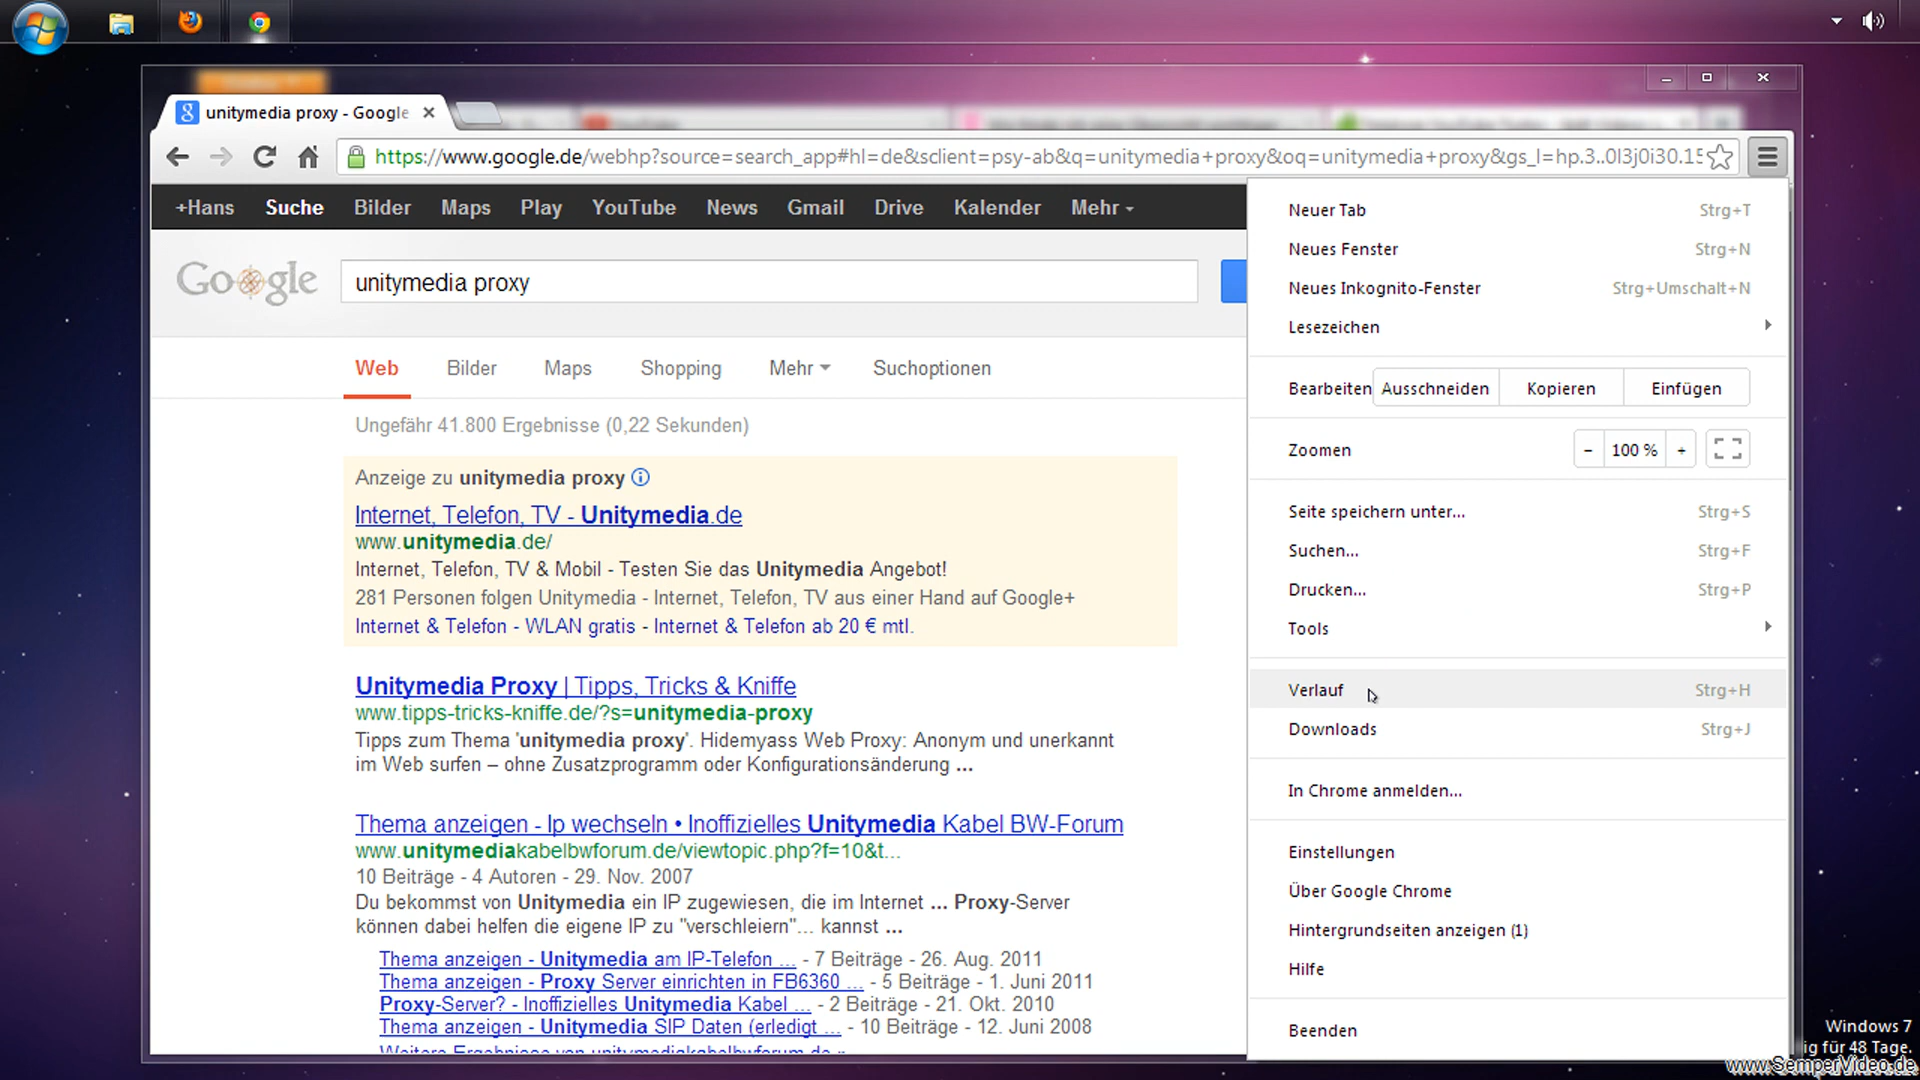 unitymedia proxy - Google
https://www.google.de/webhp?source=search_app#hl=de&sclient=psy-ab&q=unitymedia+proxy&oq=unitymedia+proxy&gs_l=hp.3..0l3j0i30.15
+Hans Suche Bilder Maps Play YouTube News Gmail Drive Kalender Mehr
Google unitymedia proxy
Web Bilder Maps Shopping Mehr Suchoptionen
Ungefähr 41.800 Ergebnisse (0,22 Sekunden)
Anzeige zu unitymedia proxy
Internet, Telefon, TV - Unitymedia.de
www.unitymedia.de/
Internet, Telefon, TV & Mobil - Testen Sie das Unitymedia Angebot!
281 Personen folgen Unitymedia - Internet, Telefon, TV aus einer Hand auf Google+
Internet & Telefon - WLAN gratis - Internet & Telefon ab 20 € mtl.
Unitymedia Proxy | Tipps, Tricks & Kniffe
www.tipps-tricks-kniffe.de/?s=unitymedia-proxy
Tipps zum Thema 'unitymedia proxy'. Hidemyass Web Proxy: Anonym und unerkannt
im Web surfen – ohne Zusatzprogramm oder Konfigurationsänderung ...
Thema anzeigen - Ip wechseln • Inoffizielles Unitymedia Kabel BW-Forum
www.unitymediakabelbwforum.de/viewtopic.php?f=10&t...
10 Beiträge - 4 Autoren - 29. Nov. 2007
Du bekommst von Unitymedia ein IP zugewiesen, die im Internet ... Proxy-Server
können dabei helfen die eigene IP zu "verschleiern"... kannst ...
Thema anzeigen - Unitymedia am IP-Telefon ... - 7 Beiträge - 26. Aug. 2011
Thema anzeigen - Proxy Server einrichten in FB6360 ... - 5 Beiträge - 1. Juni 2011
Proxy-Server? - Inoffizielles Unitymedia Kabel ... - 2 Beiträge - 21. Okt. 2010
Thema anzeigen - Unitymedia SIP Daten (erledigt ... - 10 Beiträge - 12. Juni 2008
Weitere Ergebnisse von unitymediakabelbwforum.de »
Neuer Tab Strg+T
Neues Fenster Strg+N
Neues Inkognito-Fenster Strg+Umschalt+N
Lesezeichen
Bearbeiten Ausschneiden Kopieren Einfügen
Zoomen - 100 % +
Seite speichern unter... Strg+S
Suchen... Strg+F
Drucken... Strg+P
Tools
Verlauf Strg+H
Downloads Strg+J
In Chrome anmelden...
Einstellungen
Über Google Chrome
Hintergrundseiten anzeigen (1)
Hilfe
Beenden
Windows 7
ig für 48 Tage.
www.SemperVideo.de